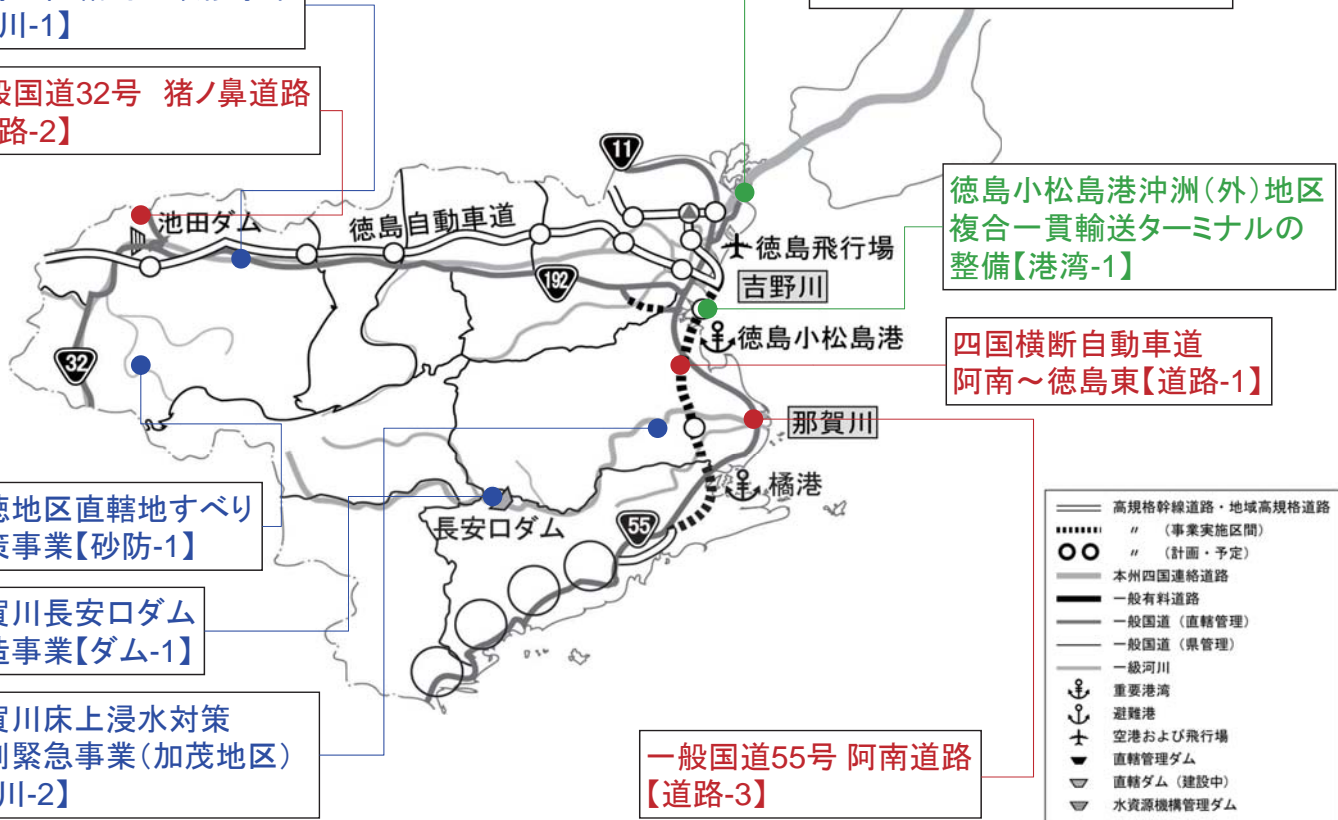 川-1】
般国道32号 猪ノ鼻道路
路-2】
11
池田ダム
徳島自動車道
徳島飛行場
192
吉野川
徳島小松島港
32
徳島小松島港沖洲（外）地区
複合一貫輸送ターミナルの
整備【港湾-1】
四国横断自動車道
阿南～徳島東【道路-1】
那賀川
橘港
長安口ダム
55
徳地区直轄地すべり
策事業【砂防-1】
賀川長安口ダム
造事業【ダム-1】
賀川床上浸水対策
別緊急事業（加茂地区）
川-2】
一般国道55号 阿南道路
【道路-3】
高規格幹線道路・地域高規格道路
〃 （事業実施区間）
〃 （計画・予定）
本州四国連絡道路
一般有料道路
一般国道（直轄管理）
一般国道（県管理）
一級河川
重要港湾
避難港
空港および飛行場
直轄管理ダム
直轄ダム（建設中）
水資源機構管理ダム